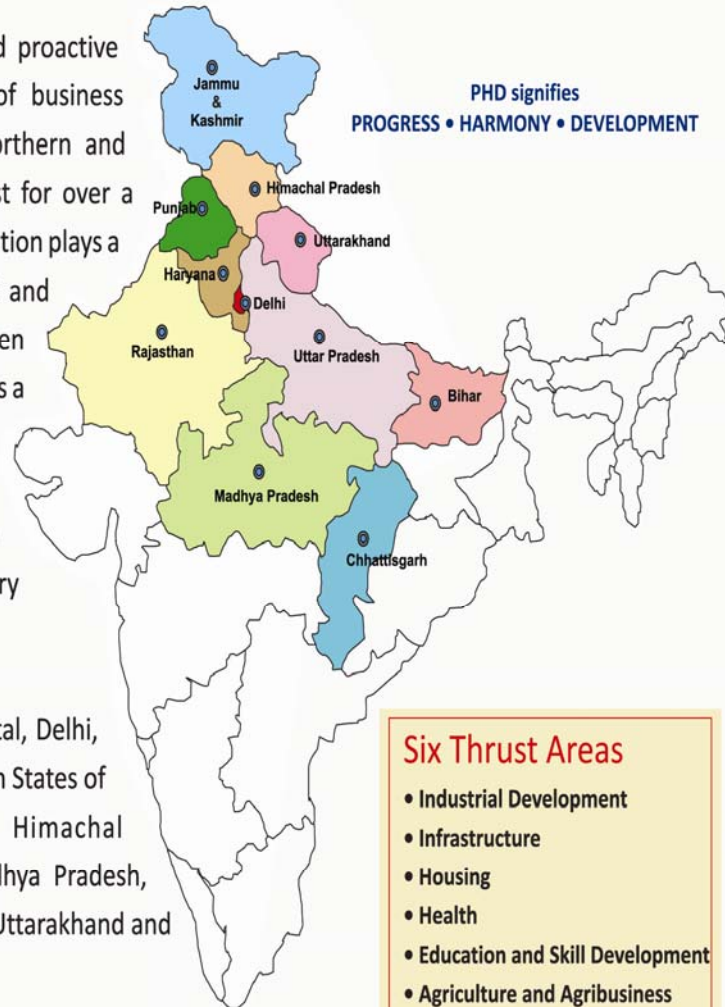 d proactive
of business
orthern and
st for over a
tion plays a
and
en
s a
ry
tal, Delhi,
n States of
Himachal
dhya Pradesh,
Uttarakhand and
PHD signifies
PROGRESS • HARMONY • DEVELOPMENT
Jammu
&
Kashmir
Himachal Pradesh
Punjab
Uttarakhand
Haryana
Delhi
Rajasthan
Uttar Pradesh
Bihar
Madhya Pradesh
Chhattisgarh
Six Thrust Areas
• Industrial Development
• Infrastructure
• Housing
• Health
• Education and Skill Development
• Agriculture and Agribusiness